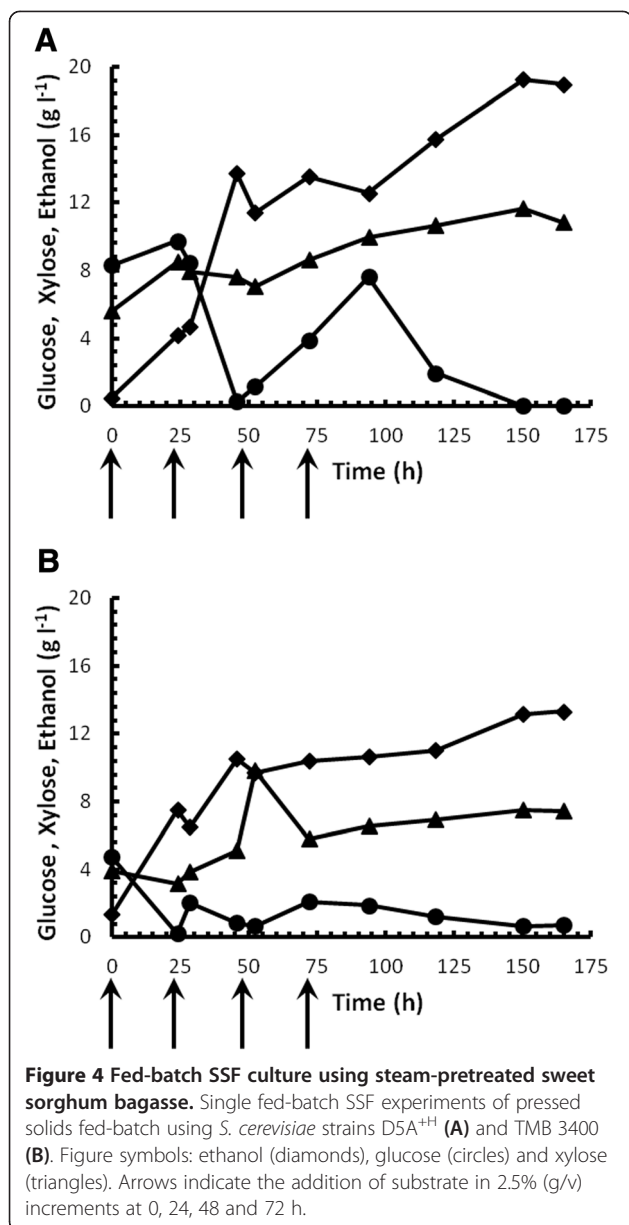 A
Glucose, Xylose, Ethanol (g l-1)
20
16
12
8
4
0
0 25 50 75 100 125 150 175
Time (h)
B
Glucose , Xylose, Ethanol (g l-1)
20
16
12
8
4
0
0 25 50 75 100 125 150 175
Time (h)
Figure 4 Fed-batch SSF culture using steam-pretreated sweet
sorghum bagasse. Single fed-batch SSF experiments of pressed
solids fed-batch using S. cerevisiae strains D5A+H (A) and TMB 3400
(B). Figure symbols: ethanol (diamonds), glucose (circles) and xylose
(triangles). Arrows indicate the addition of substrate in 2.5% (g/v)
increments at 0, 24, 48 and 72 h.